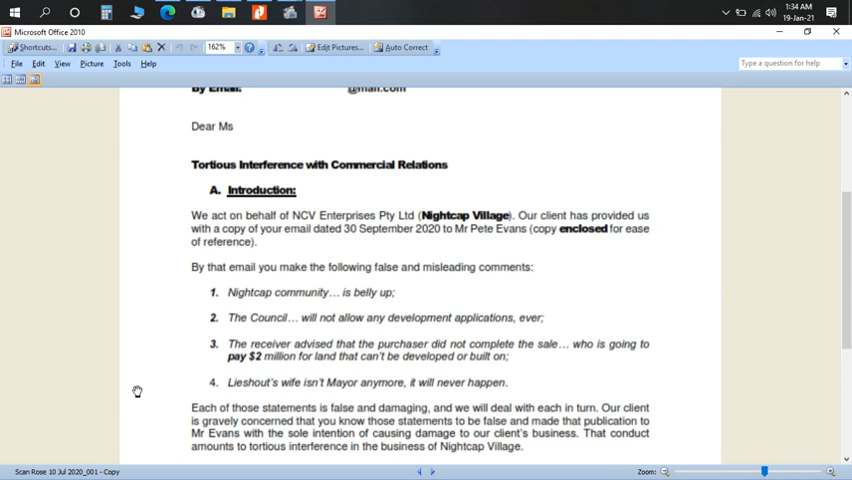 1:34 AM
19-Jan-21
Microsoft Office 2010
Shortcuts... 162% Edit Pictures... Auto Correct
File Edit View Picture Tools Help Type a question for help
By Email: @mail.com
Dear Ms
Tortious Interference with Commercial Relations
A. Introduction:
We act on behalf of NCV Enterprises Pty Ltd (Nightcap Village). Our client has provided us
with a copy of your email dated 30 September 2020 to Mr Pete Evans (copy enclosed for ease
of reference).
By that email you make the following false and misleading comments:
1. Nightcap community… is belly up;
2. The Council… will not allow any development applications, ever;
3. The receiver advised that the purchaser did not complete the sale… who is going to
pay $2 million for land that can't be developed or built on;
4. Lieshout's wife isn't Mayor anymore, it will never happen.
Each of those statements is false and damaging, and we will deal with each in turn. Our client
is gravely concerned that you know those statements to be false and made that publication to
Mr Evans with the sole intention of causing damage to our client's business. That conduct
amounts to tortious interference in the business of Nightcap Village.
Scan Rose 10 Jul 2020_001 - Copy Zoom: